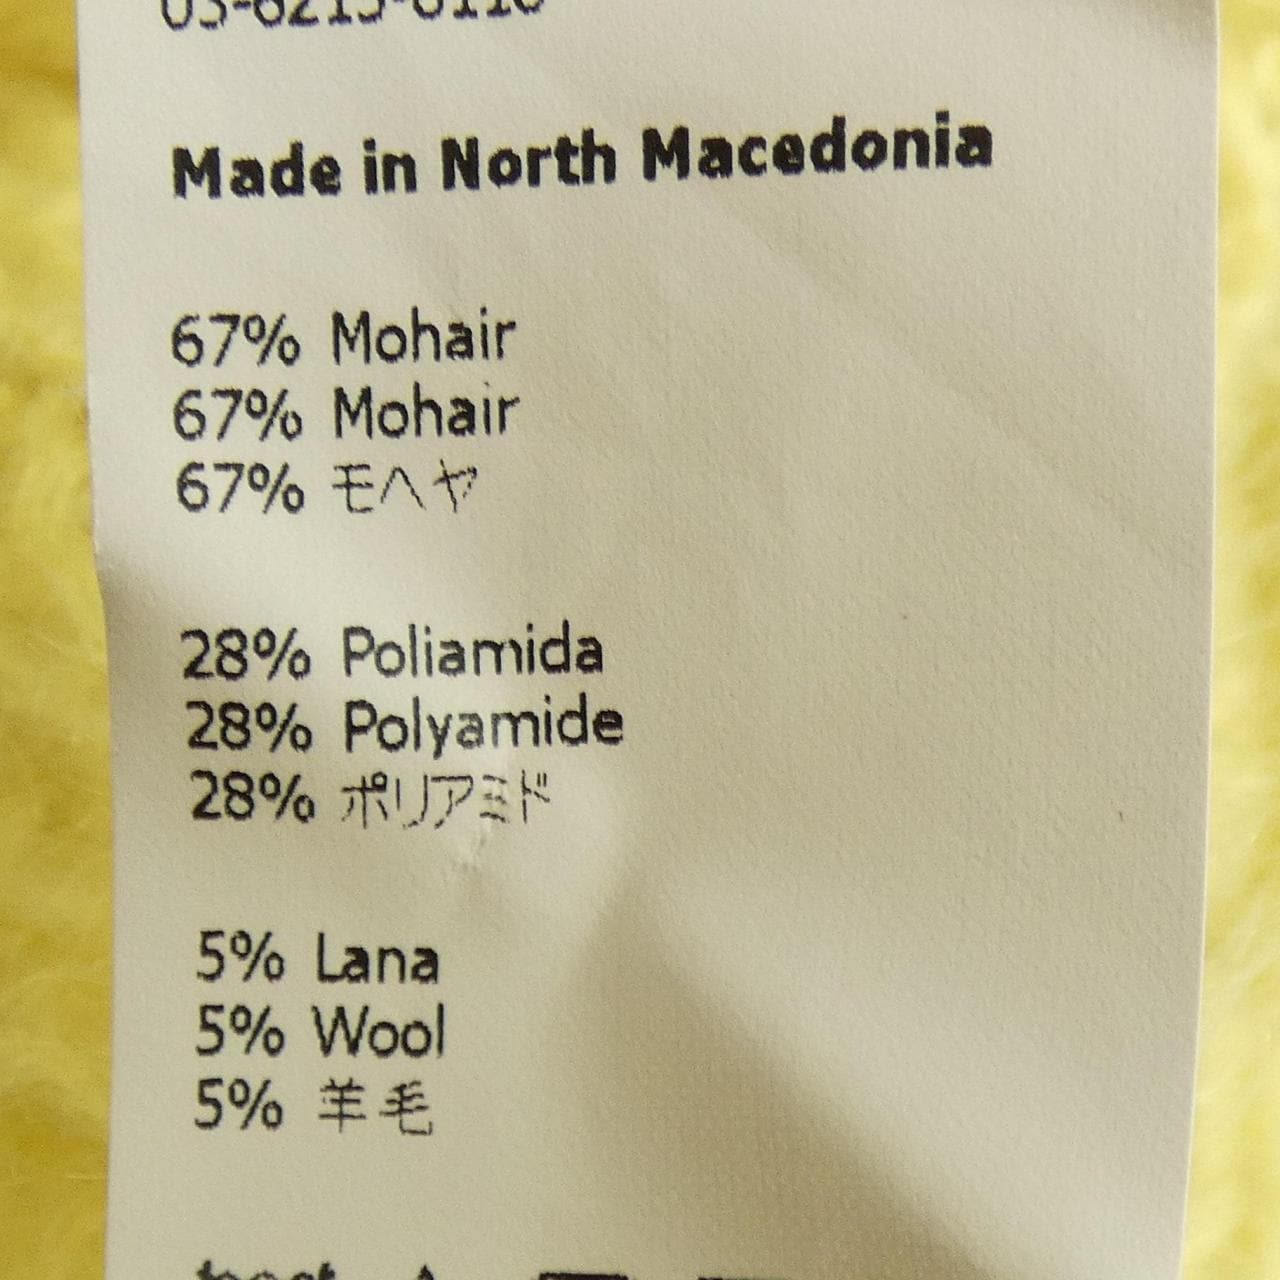 Made in North Macedonia
67% Mohair
67% Mohair
67% モヘヤ
28% Poliamida
28% Polyamide
28% ポリアミド
5% Lana
5% Wool
5% 羊毛